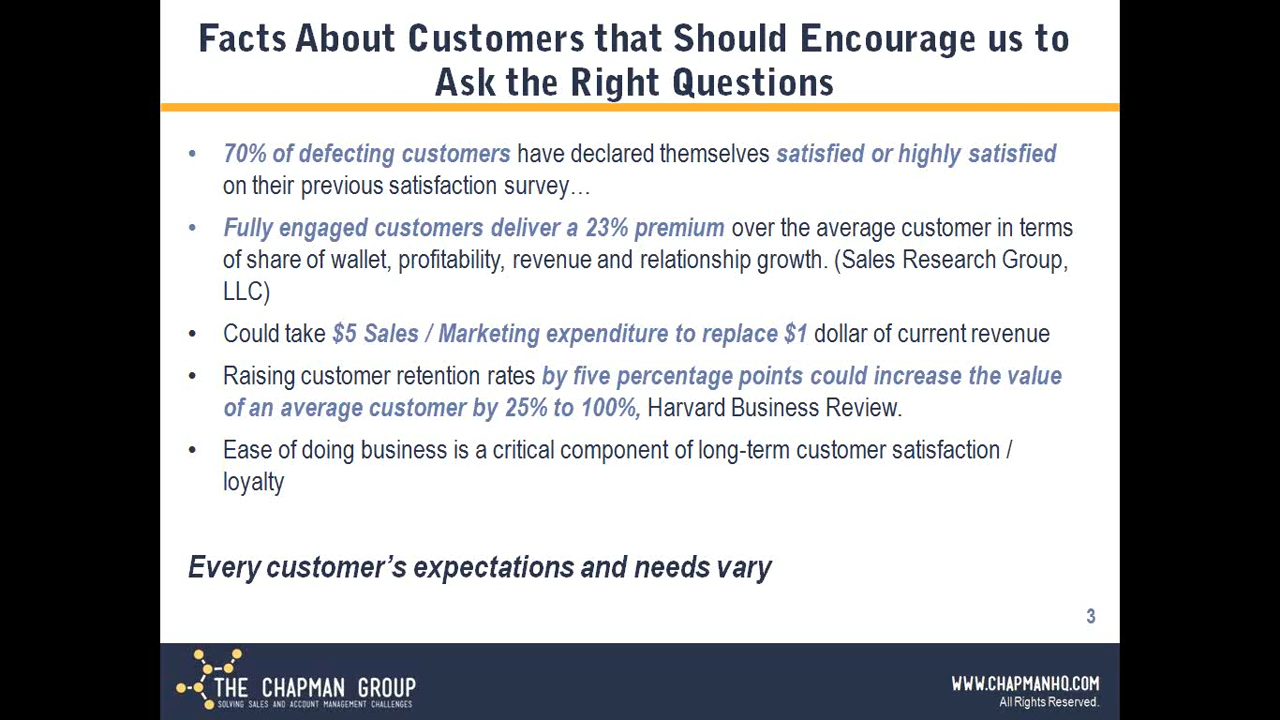 Facts About Customers that Should Encourage us to
Ask the Right Questions
• 70% of defecting customers have declared themselves satisfied or highly satisfied
on their previous satisfaction survey…
• Fully engaged customers deliver a 23% premium over the average customer in terms
of share of wallet, profitability, revenue and relationship growth. (Sales Research Group,
LLC)
• Could take $5 Sales / Marketing expenditure to replace $1 dollar of current revenue
• Raising customer retention rates by five percentage points could increase the value
of an average customer by 25% to 100%, Harvard Business Review.
• Ease of doing business is a critical component of long-term customer satisfaction /
loyalty
Every customer’s expectations and needs vary
3
THE CHAPMAN GROUP
SOLVING SALES AND ACCOUNT MANAGEMENT CHALLENGES
WWW.CHAPMANHQ.COM
All Rights Reserved.